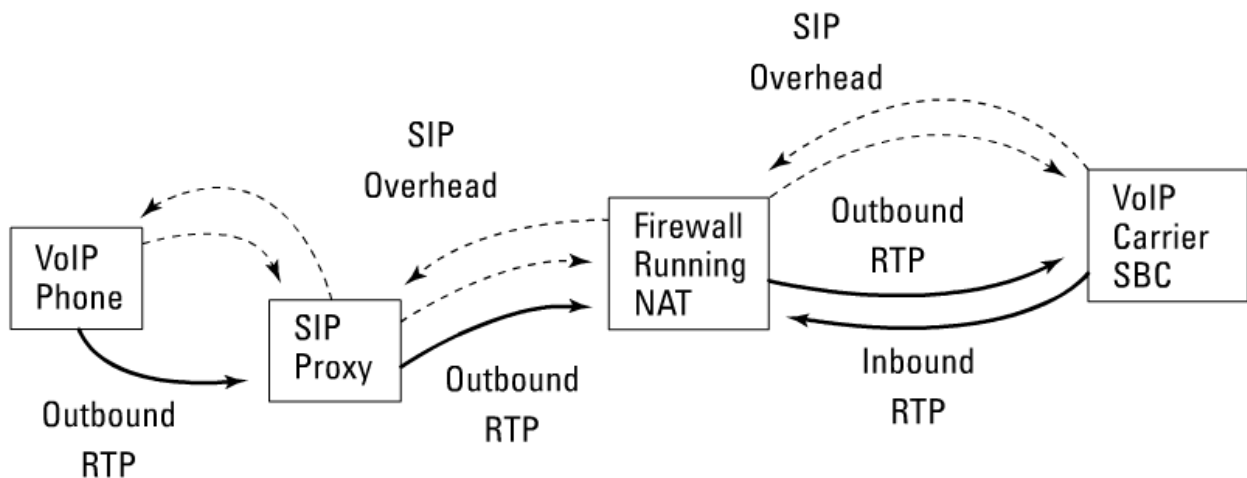 SIP
Overhead
SIP
Overhead
VoIP
Phone
SIP
Proxy
Firewall
Running
NAT
VoIP
Carrier
SBC
Outbound
RTP
Outbound
RTP
Outbound
RTP
Inbound
RTP